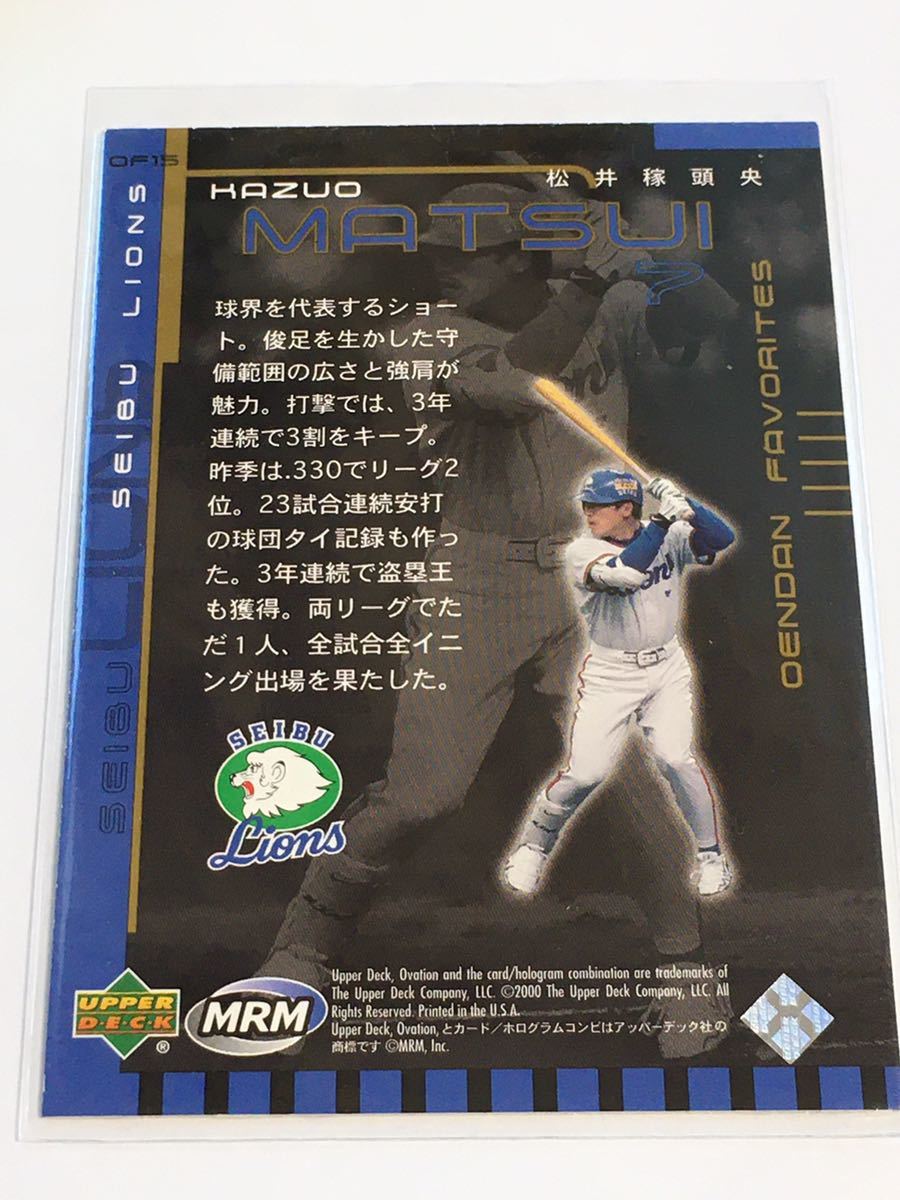 OF15
KAZUO
松井稼頭央
MATSUI
7
SEIBU LIONS
SEIBU LIONS
OENDAN FAVORITES
球界を代表するショー
ト。俊足を生かした守
備範囲の広さと強肩が
魅力。打撃では、3年
連続で3割をキープ。
昨季は.330でリーグ2
位。23試合連続安打
の球団タイ記録も作っ
た。3年連続で盗塁王
も獲得。両リーグでた
だ1人、全試合全イニ
ング出場を果たした。
SEIBU
Lions
UPPER
DECK
®
MRM
Upper Deck, Ovation and the card/hologram combination are trademarks of
The Upper Deck Company, LLC. ©2000 The Upper Deck Company, LLC. All
Rights Reserved. Printed in the U.S.A.
Upper Deck, Ovation, とカード/ホログラムコンビはアッパーデック社の
商標です ©MRM, Inc.